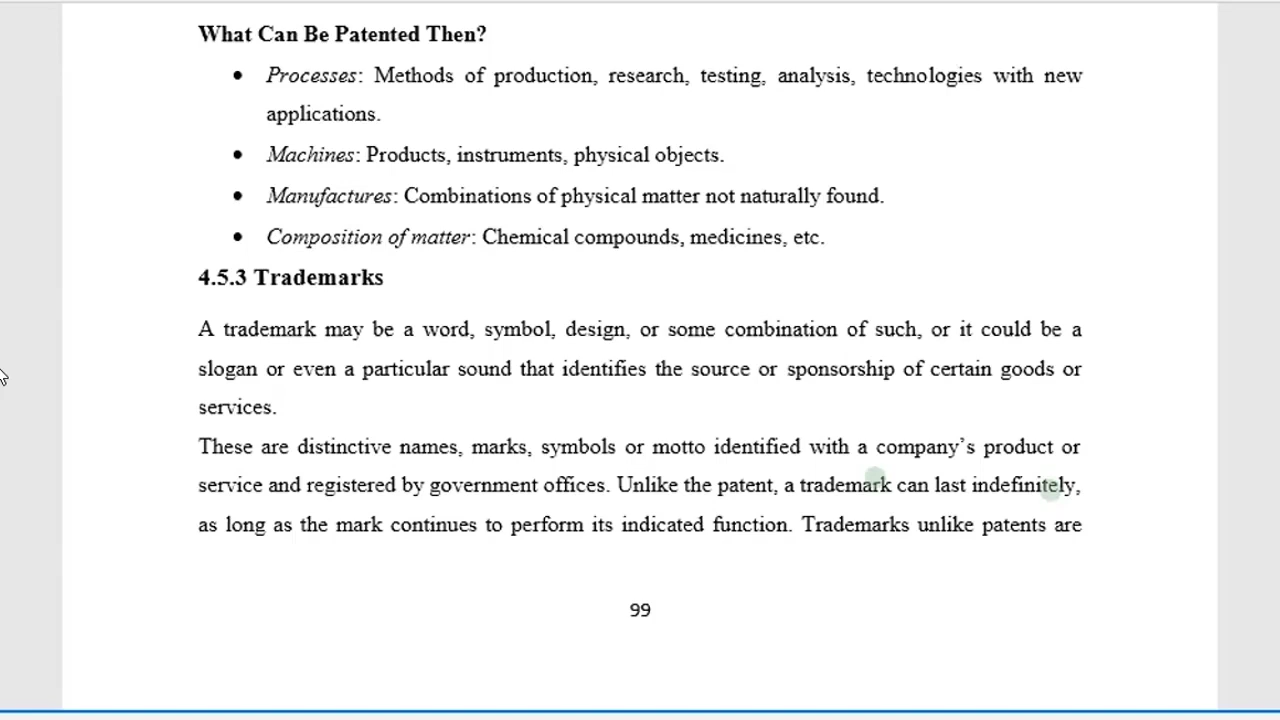 What Can Be Patented Then?
• Processes: Methods of production, research, testing, analysis, technologies with new
applications.
• Machines: Products, instruments, physical objects.
• Manufactures: Combinations of physical matter not naturally found.
• Composition of matter: Chemical compounds, medicines, etc.
4.5.3 Trademarks
A trademark may be a word, symbol, design, or some combination of such, or it could be a
slogan or even a particular sound that identifies the source or sponsorship of certain goods or
services.
These are distinctive names, marks, symbols or motto identified with a company’s product or
service and registered by government offices. Unlike the patent, a trademark can last indefinitely,
as long as the mark continues to perform its indicated function. Trademarks unlike patents are
99